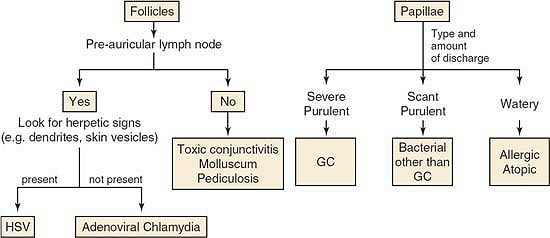 Follicles
Pre-auricular lymph node
Yes
No
Look for herpetic signs
(e.g. dendrites, skin vesicles)
present
not present
HSV
Adenoviral Chlamydia
Toxic conjunctivitis
Molluscum
Pediculosis
Papillae
Type and
amount
of discharge
Severe
Purulent
Scant
Purulent
Watery
GC
Bacterial
other than
GC
Allergic
Atopic